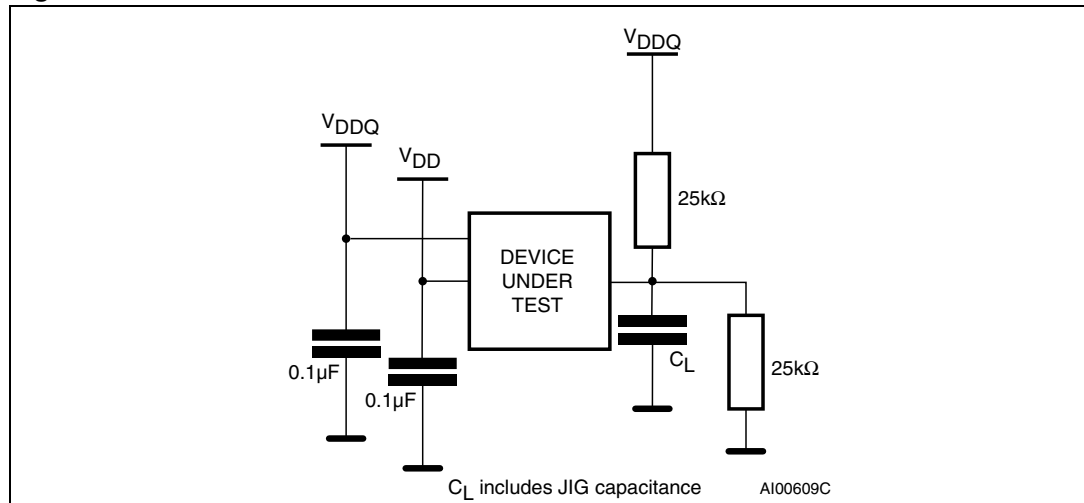 VDDQ
VDDQ
VDD
25kΩ
DEVICE
UNDER
TEST
0.1µF
0.1µF
CL
25kΩ
CL includes JIG capacitance
AI00609C